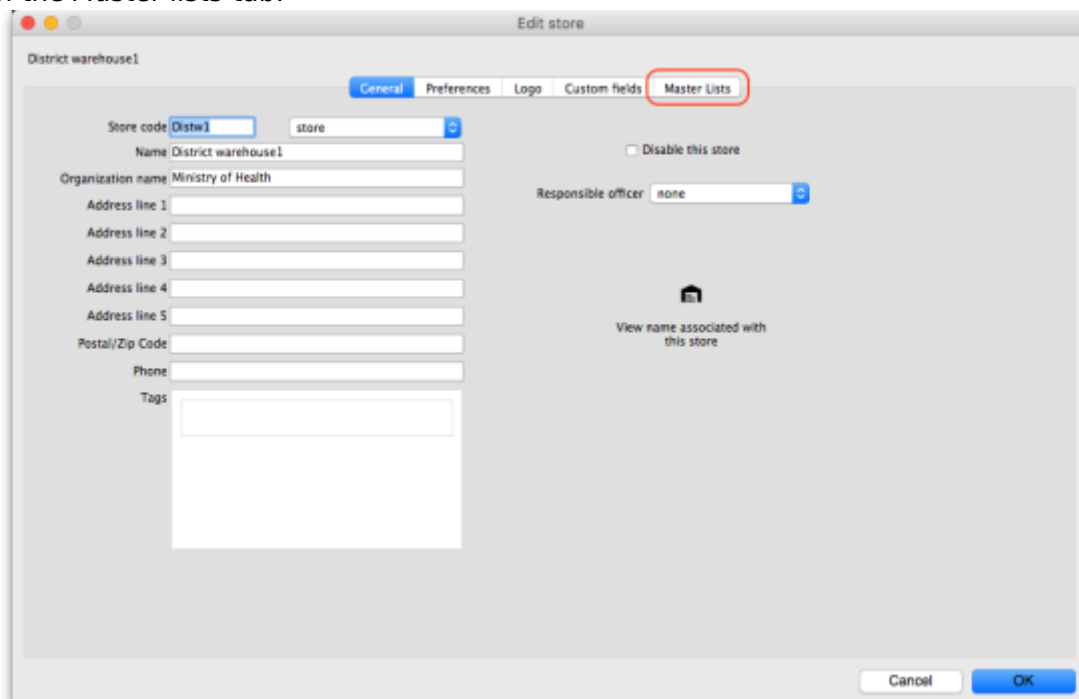 Edit store
District warehouse1
General Preferences Logo Custom fields Master Lists
Store code Distw1 store
Name District warehouse1
Disable this store
Organization name Ministry of Health
Responsible officer none
Address line 1
Address line 2
Address line 3
Address line 4
Address line 5
View name associated with
this store
Postal/Zip Code
Phone
Tags
Cancel OK